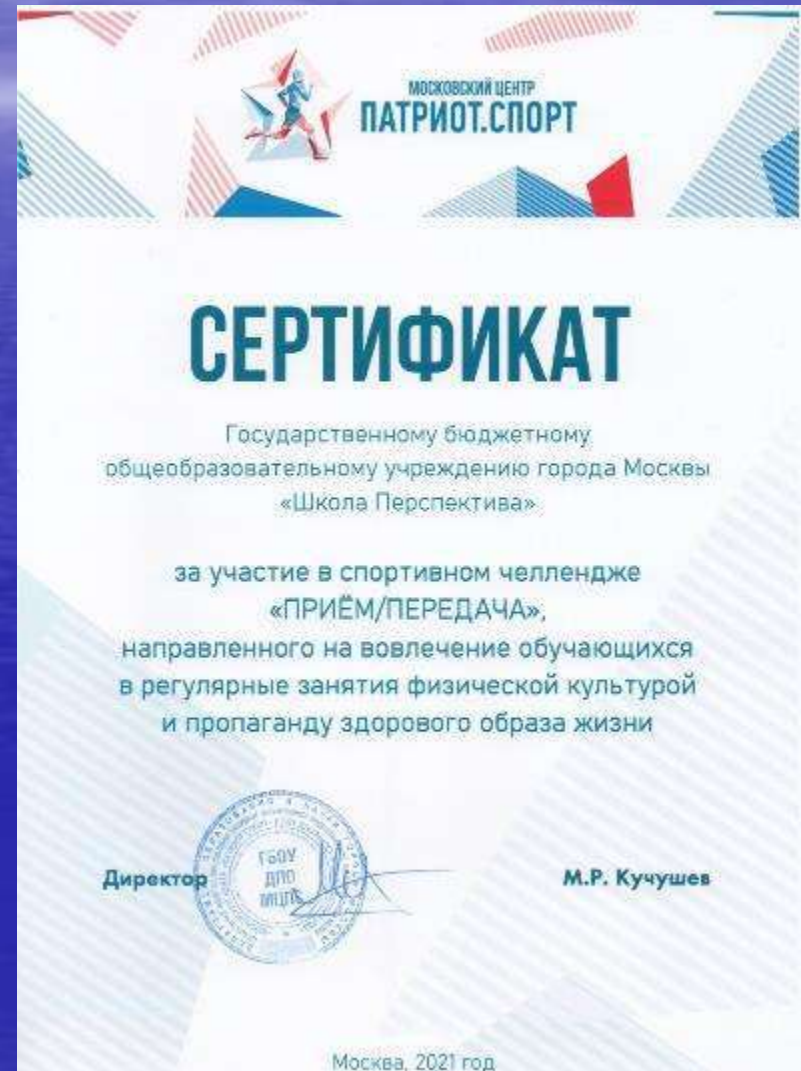 МОСКОВСКИЙ ЦЕНТР
ПАТРИОТ.СПОРТ
СЕРТИФИКАТ
Государственному бюджетному
общеобразовательному учреждению города Москвы
«Школа Перспектива»
за участие в спортивном челлендже
«ПРИЁМ/ПЕРЕДАЧА»,
направленного на вовлечение обучающихся
в регулярные занятия физической культурой
и пропаганду здорового образа жизни
ГБОУ
ДПО
МЦПС
Директор
М.Р. Кучушев
Москва, 2021 год